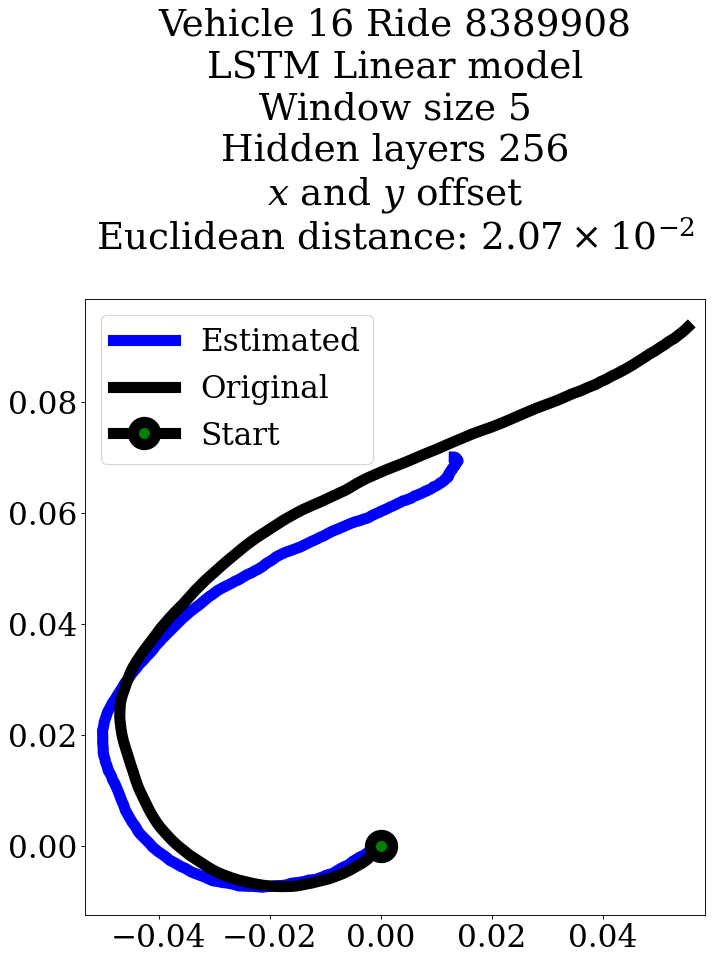 Vehicle 16 Ride 8389908
LSTM Linear model
Window size 5
Hidden layers 256
x and y offset
Euclidean distance: 2.07 × 10⁻²
Estimated
Original
Start
0.08
0.06
0.04
0.02
0.00
−0.04 −0.02 0.00 0.02 0.04